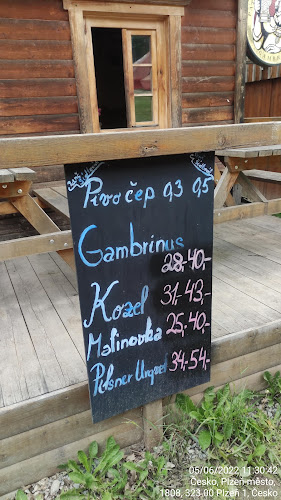 Pivo čep 0,3 0,5
Gambrinus
28,- 40,-
Kozel 31,- 43,-
Malinovka 25,- 40,-
Pilsner Urquel 34,- 54,-
05/06/2022 11:30:42
Česko, Plzeň-město,
1808, 323 00 Plzeň 1, Česko